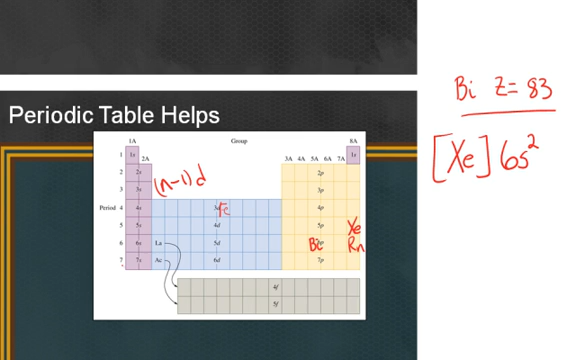 Bi Z=83
[Xe] 6s²
Periodic Table Helps
1A Group 8A
1 1s 2A 3A 4A 5A 6A 7A 1s
2 2s 2p
(n-1)d
3 3s 3p
Period 4 4s 3d Fe 4p
5 5s 4d 5p Xe
6 6s La 5d Bi 6p Rn
7 7s Ac 6d 7p
4f
5f